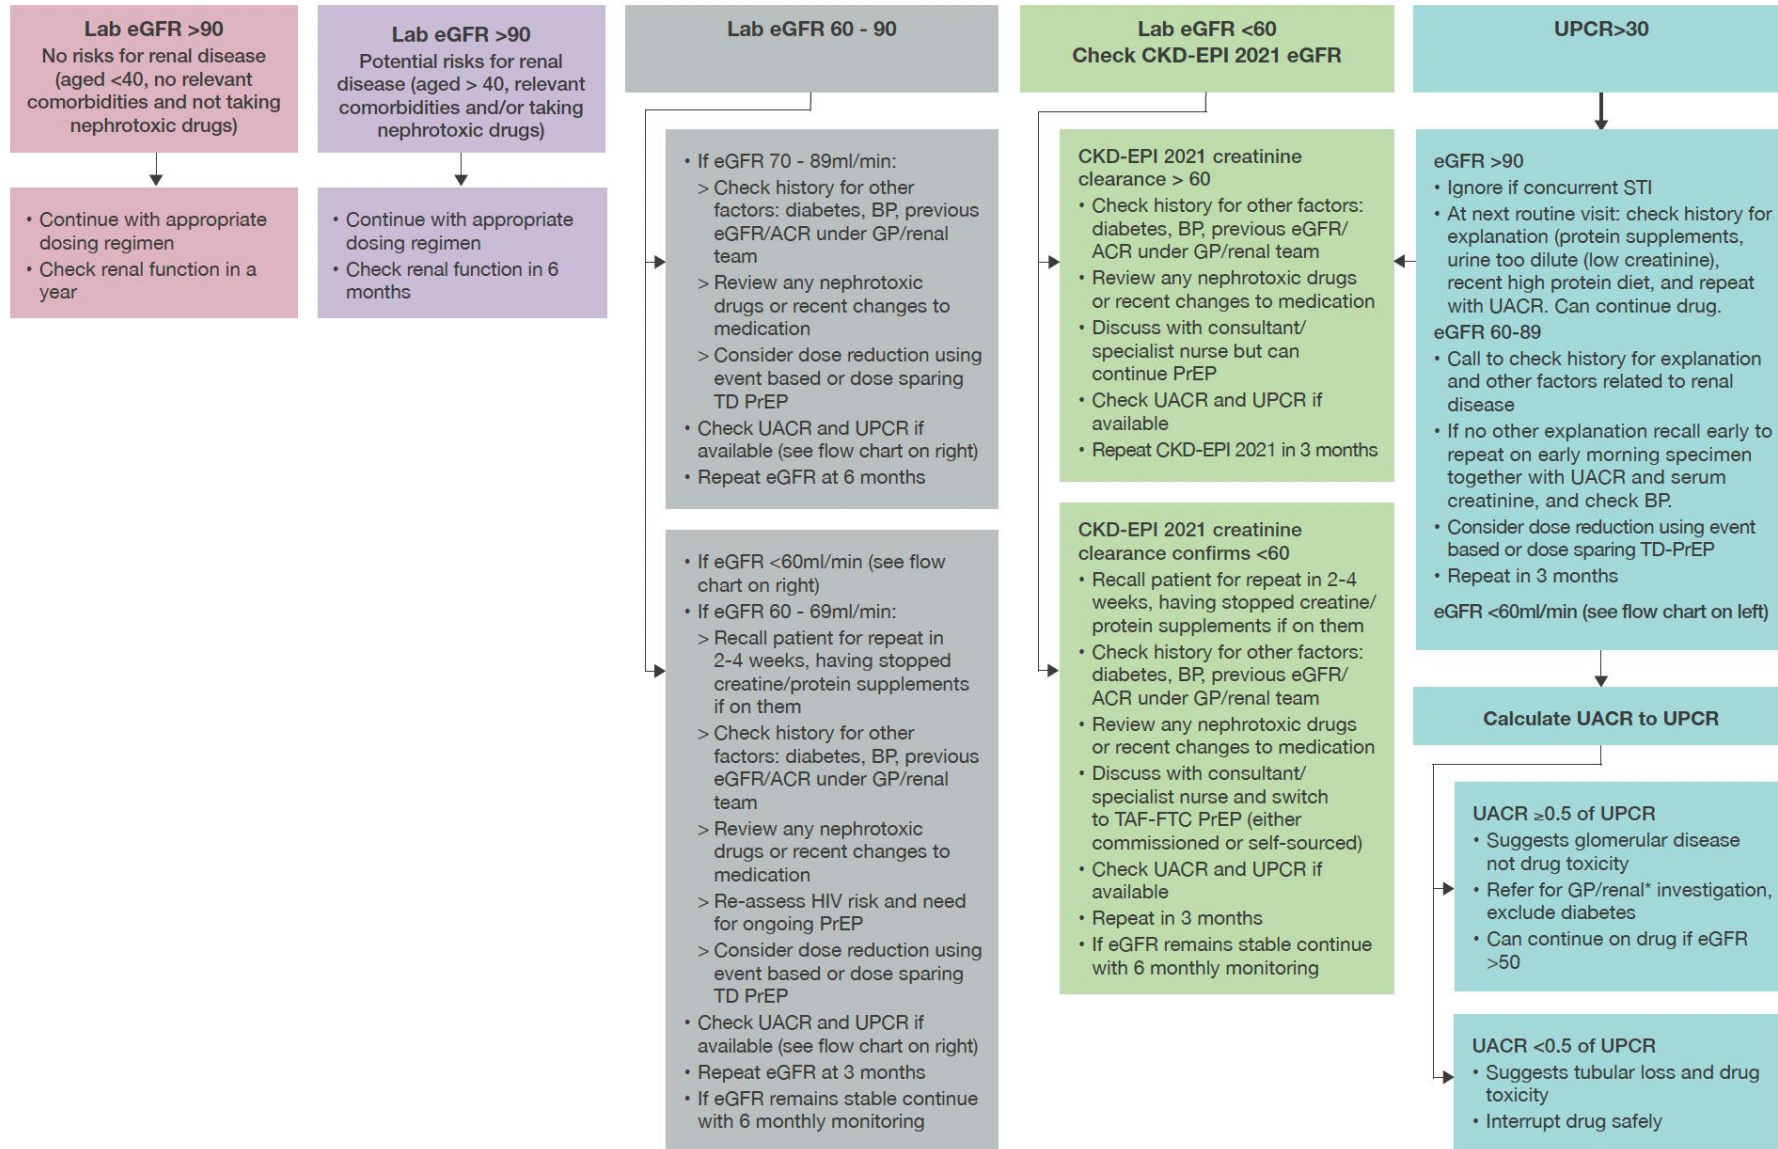 Lab eGFR >90
No risks for renal disease
(aged <40, no relevant
comorbidities and not taking
nephrotoxic drugs)
• Continue with appropriate
dosing regimen
• Check renal function in a
year
Lab eGFR >90
Potential risks for renal
disease (aged > 40, relevant
comorbidities and/or taking
nephrotoxic drugs)
• Continue with appropriate
dosing regimen
• Check renal function in 6
months
Lab eGFR 60 - 90
• If eGFR 70 - 89ml/min:
> Check history for other
factors: diabetes, BP, previous
eGFR/ACR under GP/renal
team
> Review any nephrotoxic
drugs or recent changes to
medication
> Consider dose reduction using
event based or dose sparing
TD PrEP
• Check UACR and UPCR if
available (see flow chart on right)
• Repeat eGFR at 6 months
• If eGFR <60ml/min (see flow
chart on right)
• If eGFR 60 - 69ml/min:
> Recall patient for repeat in
2-4 weeks, having stopped
creatine/protein supplements
if on them
> Check history for other
factors: diabetes, BP, previous
eGFR/ACR under GP/renal
team
> Review any nephrotoxic
drugs or recent changes to
medication
> Re-assess HIV risk and need
for ongoing PrEP
> Consider dose reduction using
event based or dose sparing
TD PrEP
• Check UACR and UPCR if
available (see flow chart on right)
• Repeat eGFR at 3 months
• If eGFR remains stable continue
with 6 monthly monitoring
Lab eGFR <60
Check CKD-EPI 2021 eGFR
CKD-EPI 2021 creatinine
clearance > 60
• Check history for other factors:
diabetes, BP, previous eGFR/
ACR under GP/renal team
• Review any nephrotoxic drugs
or recent changes to medication
• Discuss with consultant/
specialist nurse but can
continue PrEP
• Check UACR and UPCR if
available
• Repeat CKD-EPI 2021 in 3 months
CKD-EPI 2021 creatinine
clearance confirms <60
• Recall patient for repeat in 2-4
weeks, having stopped creatine/
protein supplements if on them
• Check history for other factors:
diabetes, BP, previous eGFR/
ACR under GP/renal team
• Review any nephrotoxic drugs
or recent changes to medication
• Discuss with consultant/
specialist nurse and switch
to TAF-FTC PrEP (either
commissioned or self-sourced)
• Check UACR and UPCR if
available
• Repeat in 3 months
• If eGFR remains stable continue
with 6 monthly monitoring
UPCR>30
eGFR >90
• Ignore if concurrent STI
• At next routine visit: check history for
explanation (protein supplements,
urine too dilute (low creatinine),
recent high protein diet, and repeat
with UACR. Can continue drug.
eGFR 60-89
• Call to check history for explanation
and other factors related to renal
disease
• If no other explanation recall early to
repeat on early morning specimen
together with UACR and serum
creatinine, and check BP.
• Consider dose reduction using event
based or dose sparing TD-PrEP
• Repeat in 3 months
eGFR <60ml/min (see flow chart on left)
Calculate UACR to UPCR
UACR ≥0.5 of UPCR
• Suggests glomerular disease
not drug toxicity
• Refer for GP/renal* investigation,
exclude diabetes
• Can continue on drug if eGFR
>50
UACR <0.5 of UPCR
• Suggests tubular loss and drug
toxicity
• Interrupt drug safely